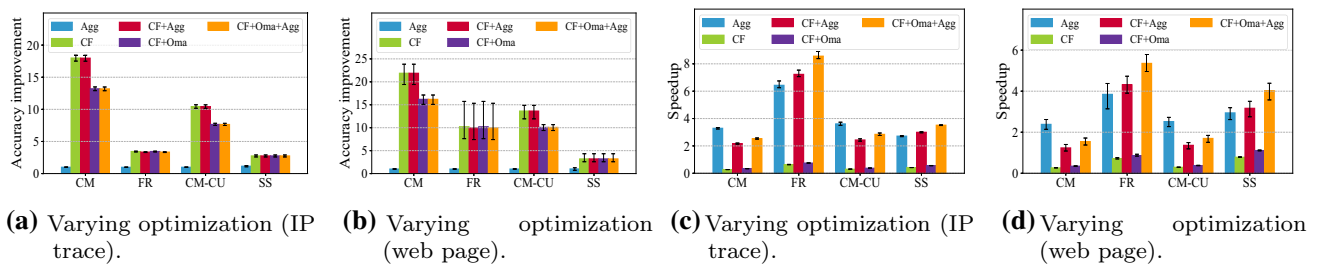 Accuracy improvement
20
15
10
5
0
Agg CF+Agg CF+Oma+Agg
CF CF+Oma
CM FR CM-CU SS
(a) Varying optimization (IP
trace).
Accuracy improvement
25
20
15
10
5
0
Agg CF+Agg CF+Oma+Agg
CF CF+Oma
CM FR CM-CU SS
(b) Varying optimization
(web page).
Speedup
8
6
4
2
0
Agg CF+Agg CF+Oma+Agg
CF CF+Oma
CM FR CM-CU SS
(c) Varying optimization (IP
trace).
Speedup
6
4
2
0
Agg CF+Agg CF+Oma+Agg
CF CF+Oma
CM FR CM-CU SS
(d) Varying optimization
(web page).